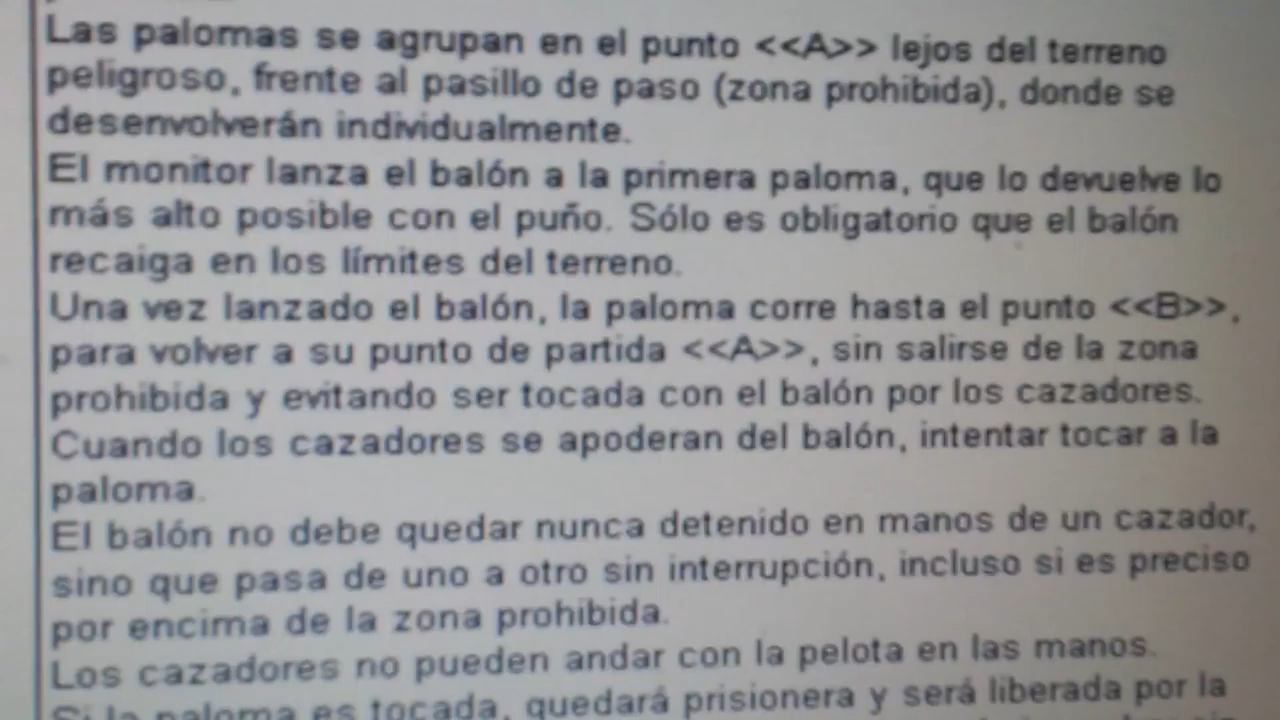 Las palomas se agrupan en el punto <<A>> lejos del terreno
peligroso, frente al pasillo de paso (zona prohibida), donde se
desenvolverán individualmente.
El monitor lanza el balón a la primera paloma, que lo devuelve lo
más alto posible con el puño. Sólo es obligatorio que el balón
recaiga en los límites del terreno.
Una vez lanzado el balón, la paloma corre hasta el punto <<B>>,
para volver a su punto de partida <<A>>, sin salirse de la zona
prohibida y evitando ser tocada con el balón por los cazadores.
Cuando los cazadores se apoderan del balón, intentar tocar a la
paloma.
El balón no debe quedar nunca detenido en manos de un cazador,
sino que pasa de uno a otro sin interrupción, incluso si es preciso
por encima de la zona prohibida.
Los cazadores no pueden andar con la pelota en las manos.
Si la paloma es tocada, quedará prisionera y será liberada por la